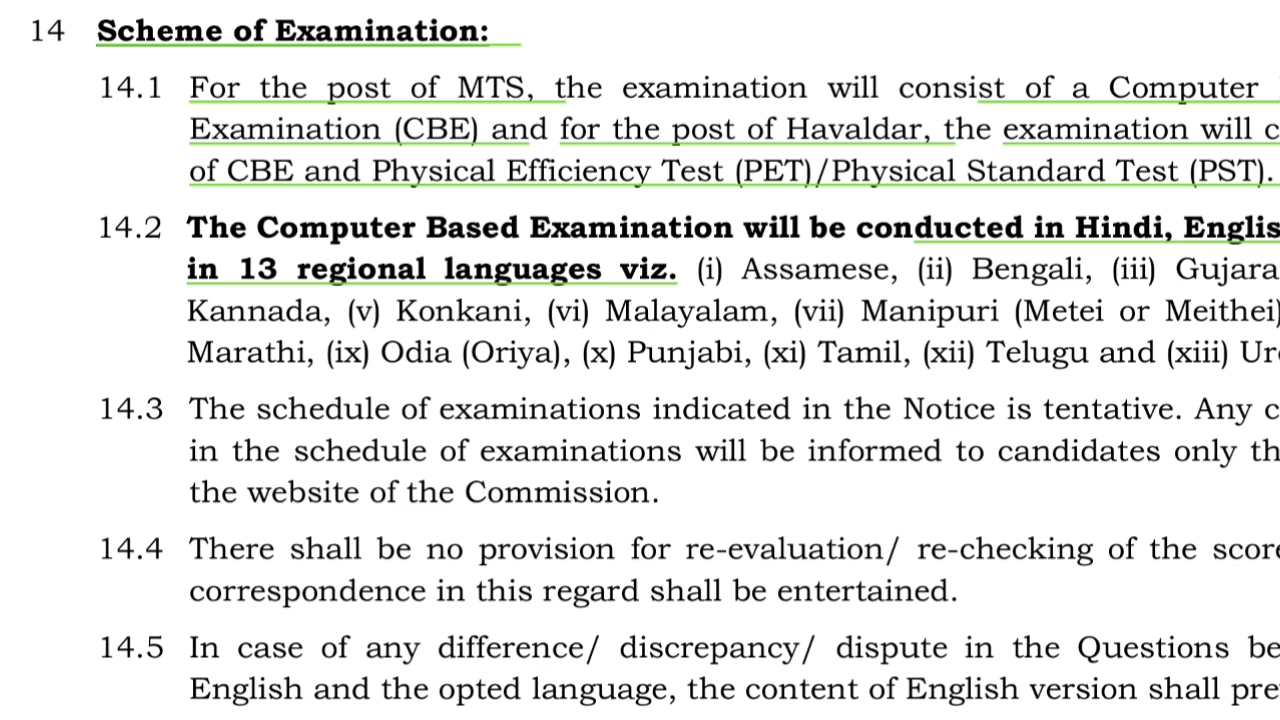 14 Scheme of Examination:
14.1 For the post of MTS, the examination will consist of a Computer
Examination (CBE) and for the post of Havaldar, the examination will
of CBE and Physical Efficiency Test (PET)/Physical Standard Test (PST).
14.2 The Computer Based Examination will be conducted in Hindi,
in 13 regional languages viz. (i) Assamese, (ii) Bengali, (iii)
Kannada, (v) Konkani, (vi) Malayalam, (vii) Manipuri (Metei or Meithei)
Marathi, (ix) Odia (Oriya), (x) Punjabi, (xi) Tamil, (xii) Telugu and (xiii)
14.3 The schedule of examinations indicated in the Notice is tentative. Any
in the schedule of examinations will be informed to candidates only
the website of the Commission.
14.4 There shall be no provision for re-evaluation/ re-checking of the
correspondence in this regard shall be entertained.
14.5 In case of any difference/ discrepancy/ dispute in the Questions
English and the opted language, the content of English version shall